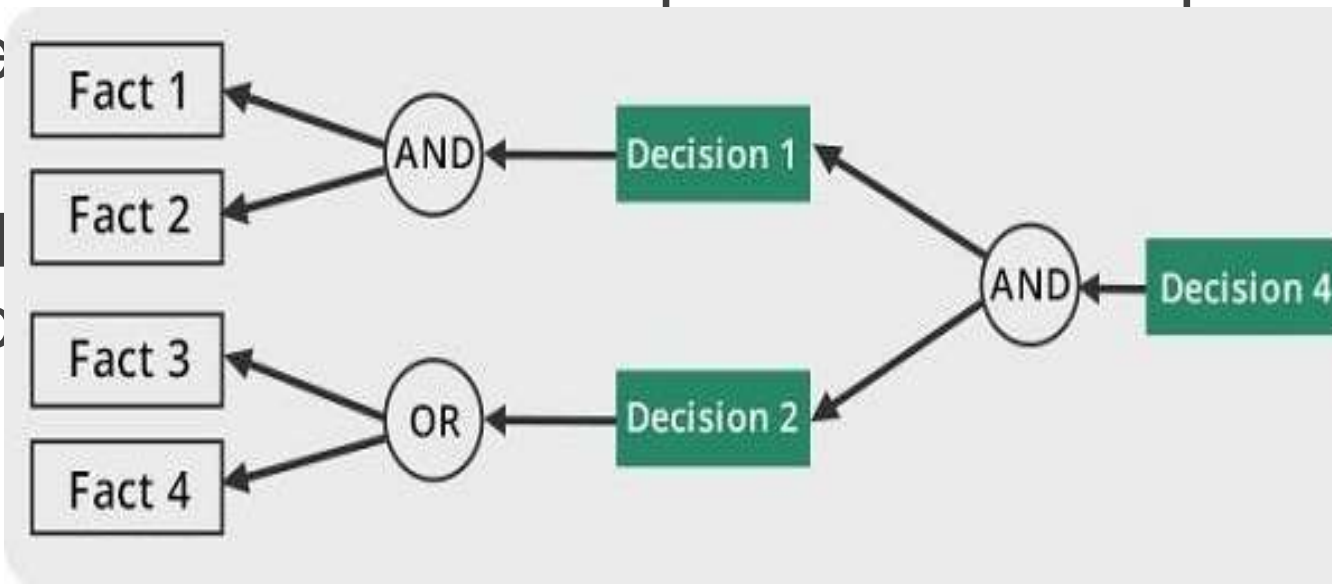 Fact 1
Fact 2
AND
Decision 1
Fact 3
Fact 4
OR
Decision 2
AND
Decision 4